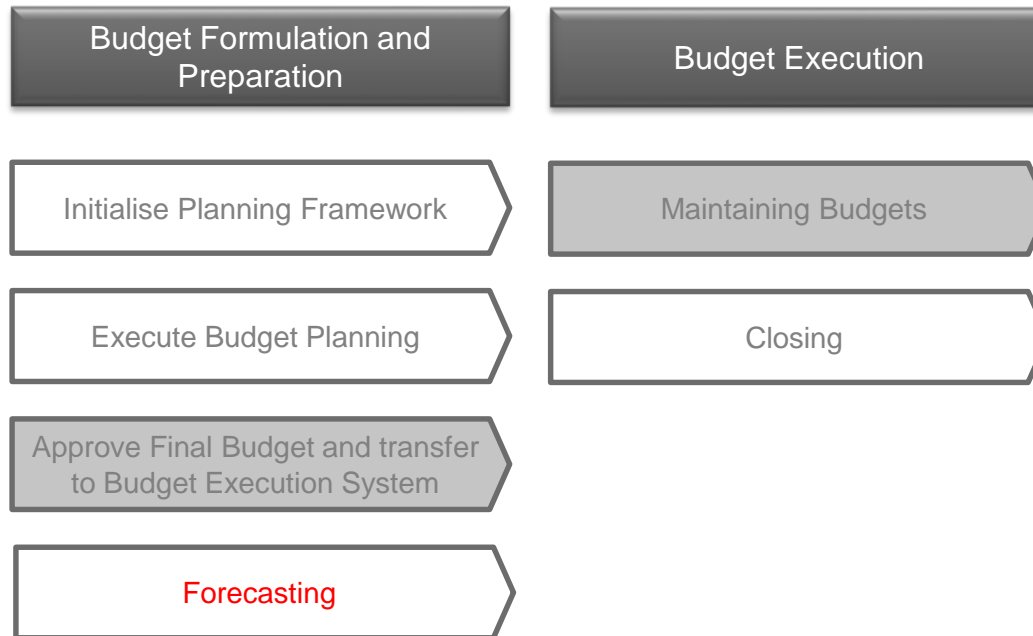 Budget Formulation and
Preparation
Budget Execution
Initialise Planning Framework
Maintaining Budgets
Execute Budget Planning
Closing
Approve Final Budget and transfer
to Budget Execution System
Forecasting